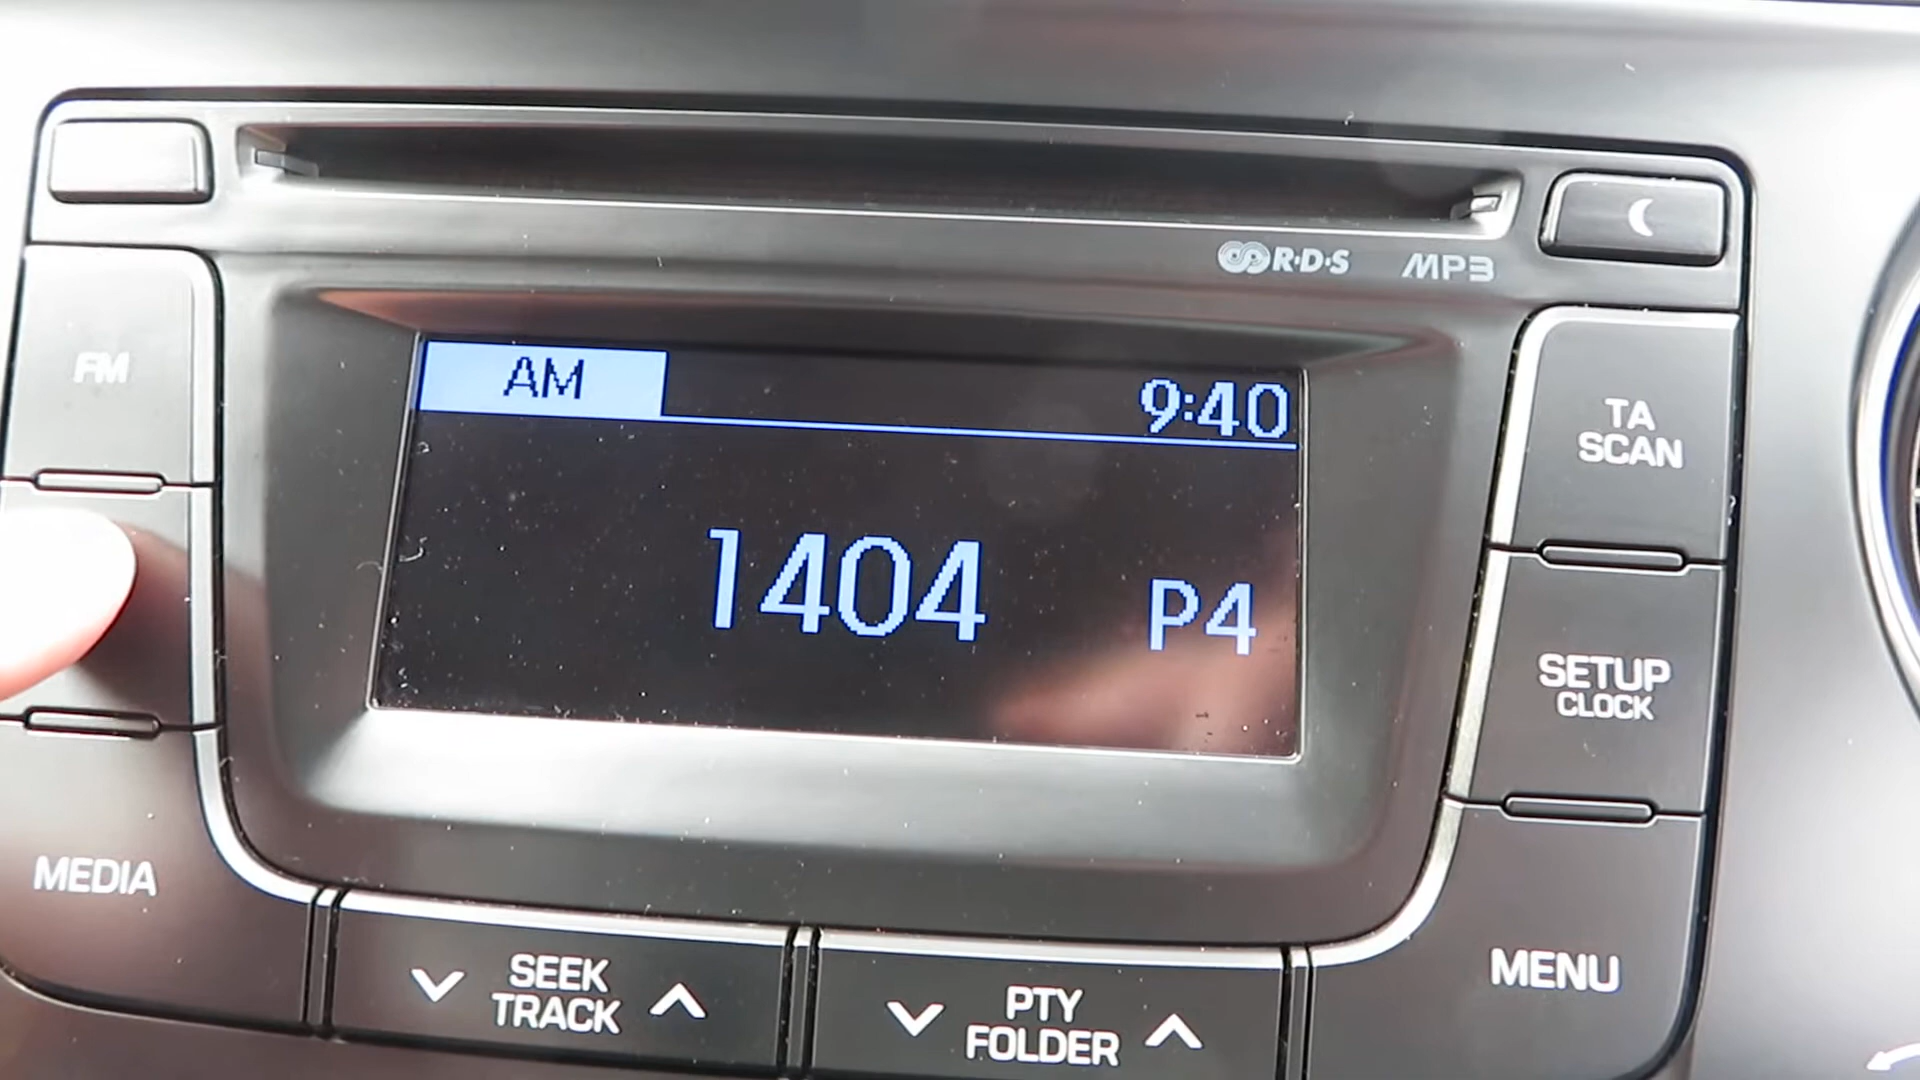 R·D·S MP3
FM
AM 9:40
1404 P4
TA
SCAN
SETUP
CLOCK
MEDIA
MENU
SEEK
TRACK
PTY
FOLDER